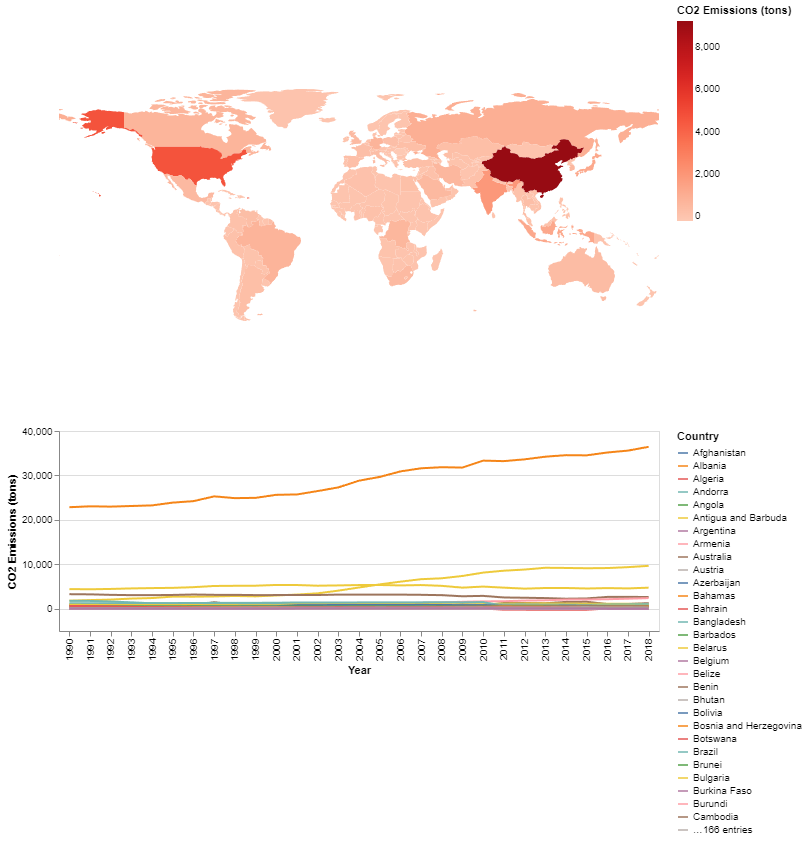 CO2 Emissions (tons)
8,000
6,000
4,000
2,000
0
40,000
30,000
20,000
10,000
0
CO2 Emissions (tons)
1990 1991 1992 1993 1994 1995 1996 1997 1998 1999 2000 2001 2002 2003 2004 2005 2006 2007 2008 2009 2010 2011 2012 2013 2014 2015 2016 2017 2018
Year
Country
Afghanistan
Albania
Algeria
Andorra
Angola
Antigua and Barbuda
Argentina
Armenia
Australia
Austria
Azerbaijan
Bahamas
Bahrain
Bangladesh
Barbados
Belarus
Belgium
Belize
Benin
Bhutan
Bolivia
Bosnia and Herzegovina
Botswana
Brazil
Brunei
Bulgaria
Burkina Faso
Burundi
Cambodia
…166 entries